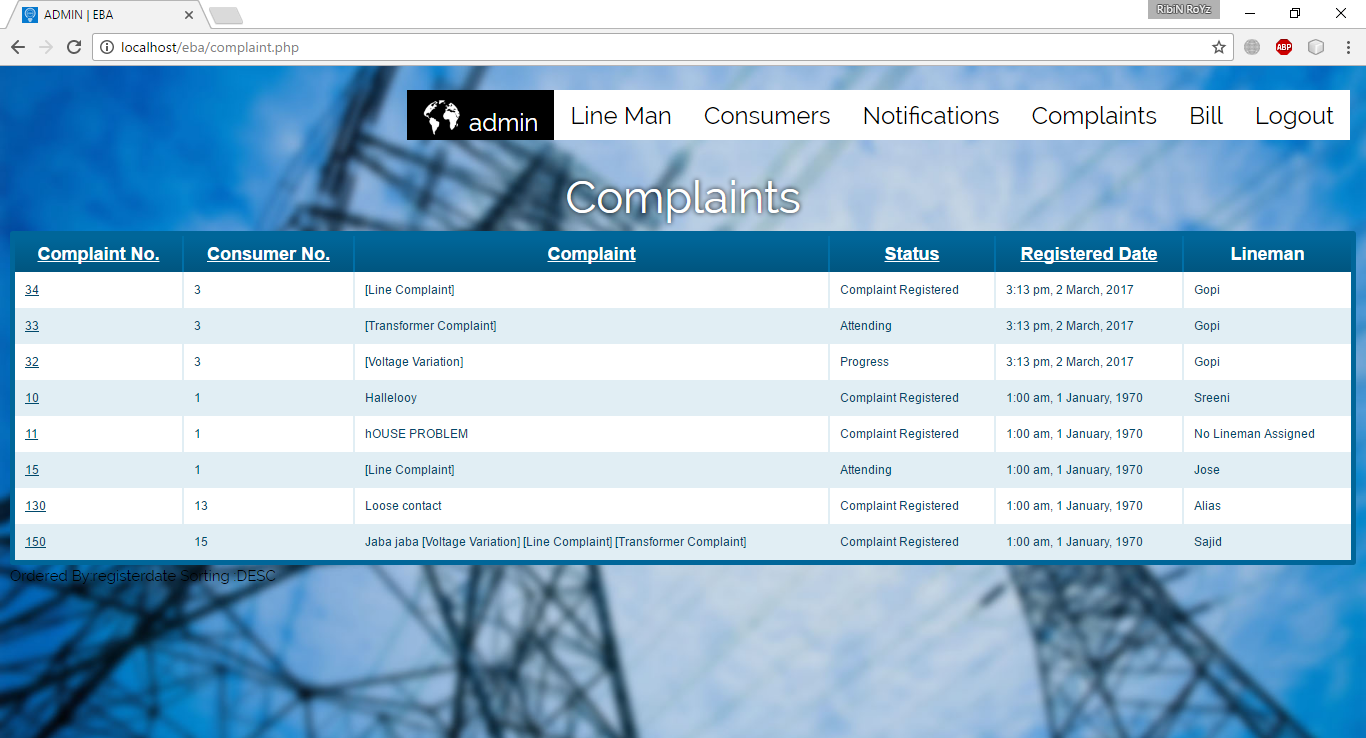 ADMIN | EBA
RibiN RoYz
localhost/eba/complaint.php
ABP
admin Line Man Consumers Notifications Complaints Bill Logout
Complaints
Complaint No. Consumer No. Complaint Status Registered Date Lineman
34 3 [Line Complaint] Complaint Registered 3:13 pm, 2 March, 2017 Gopi
33 3 [Transformer Complaint] Attending 3:13 pm, 2 March, 2017 Gopi
32 3 [Voltage Variation] Progress 3:13 pm, 2 March, 2017 Gopi
10 1 Hallelooy Complaint Registered 1:00 am, 1 January, 1970 Sreeni
11 1 hOUSE PROBLEM Complaint Registered 1:00 am, 1 January, 1970 No Lineman Assigned
15 1 [Line Complaint] Attending 1:00 am, 1 January, 1970 Jose
130 13 Loose contact Complaint Registered 1:00 am, 1 January, 1970 Alias
150 15 Jaba jaba [Voltage Variation] [Line Complaint] [Transformer Complaint] Complaint Registered 1:00 am, 1 January, 1970 Sajid
Ordered By:registerdate Sorting :DESC